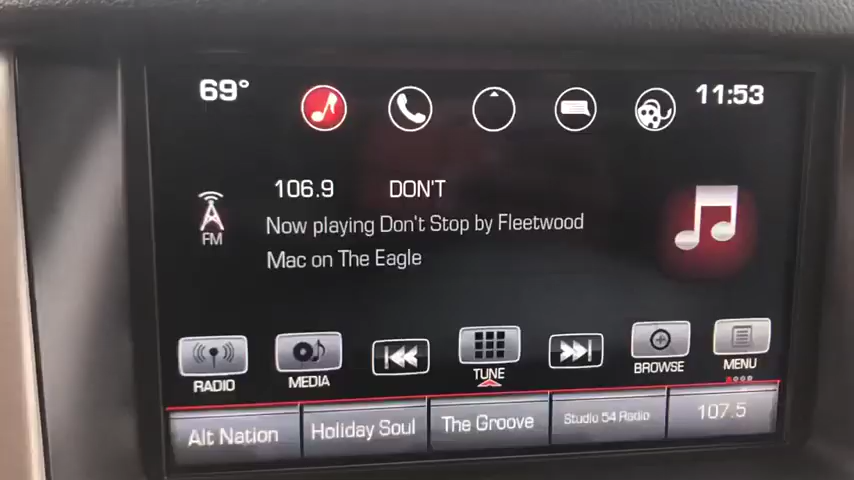 69° 11:53
106.9 DON'T
FM
Now playing Don't Stop by Fleetwood
Mac on The Eagle
RADIO MEDIA TUNE BROWSE MENU
Alt Nation Holiday Soul The Groove Studio 54 Radio 107.5